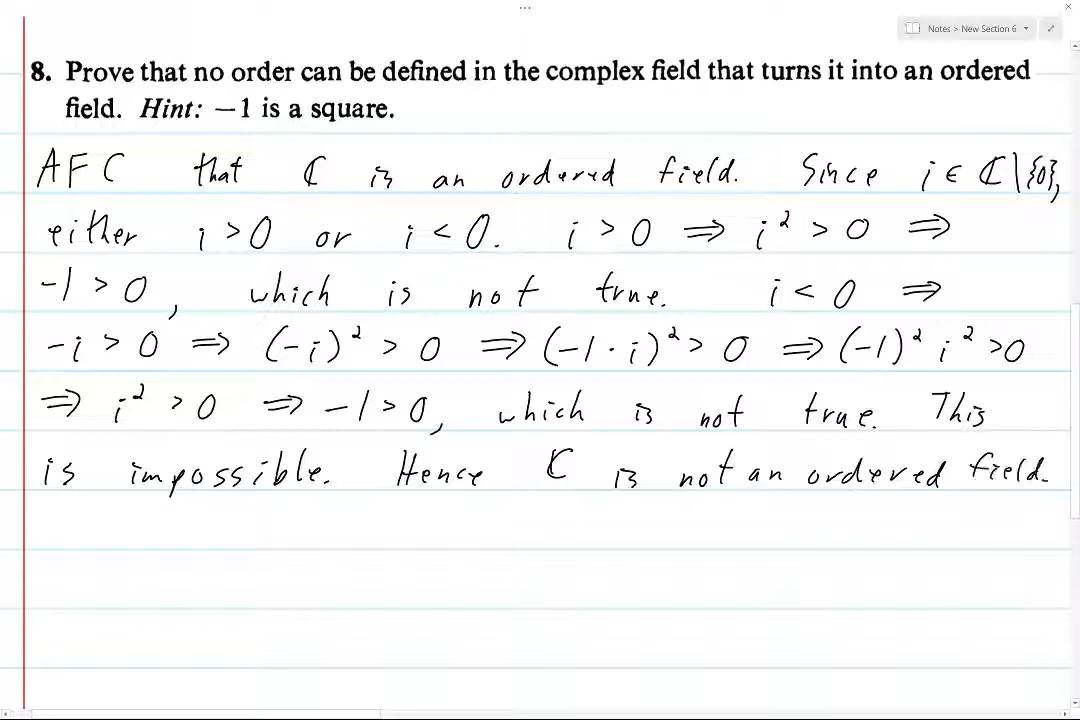 Notes > New Section 6
8. Prove that no order can be defined in the complex field that turns it into an ordered
field. Hint: −1 is a square.
AFC that ℂ is an ordered field. Since i ∈ ℂ\{0},
either i > 0 or i < 0. i > 0 ⇒ i² > 0 ⇒
-1 > 0, which is not true. i < 0 ⇒
-i > 0 ⇒ (-i)² > 0 ⇒ (-1 · i)² > 0 ⇒ (-1)² i² > 0
⇒ i² > 0 ⇒ -1 > 0, which is not true. This
is impossible. Hence ℂ is not an ordered field.